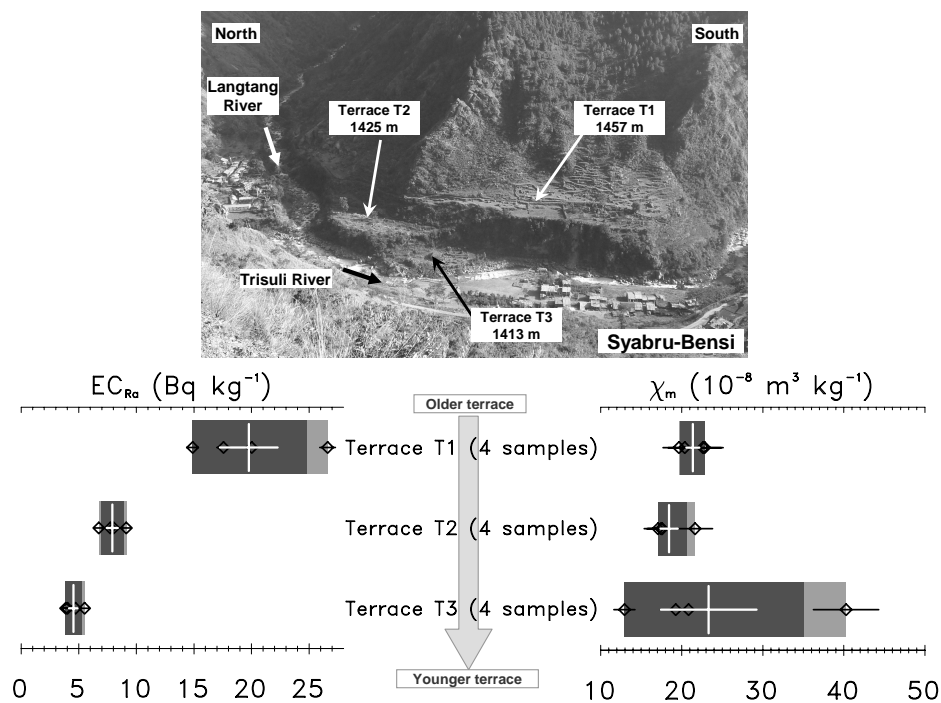 North
South
Langtang
River
Terrace T2
1425 m
Terrace T1
1457 m
Trisuli River
Terrace T3
1413 m
Syabru-Bensi
EC_Ra (Bq kg⁻¹)
χ_m (10⁻⁸ m³ kg⁻¹)
Older terrace
Terrace T1 (4 samples)
Terrace T2 (4 samples)
Terrace T3 (4 samples)
Younger terrace
0 5 10 15 20 25
10 20 30 40 50